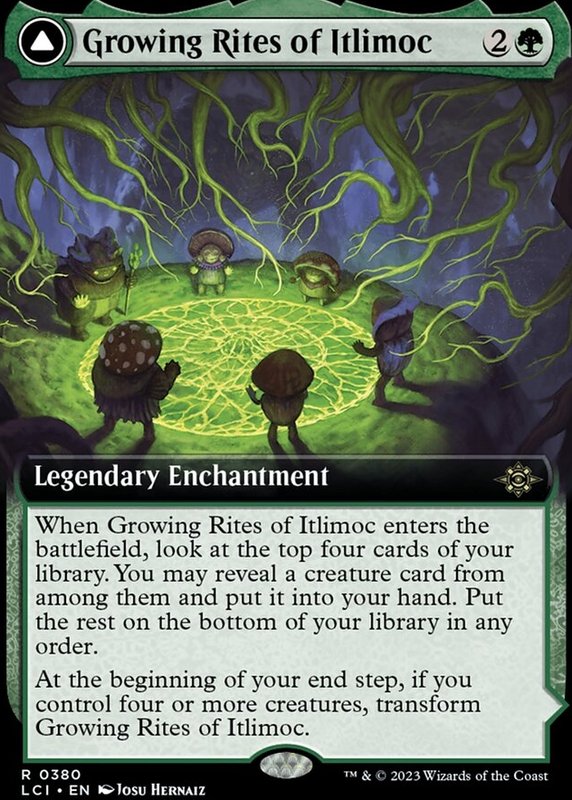 Growing Rites of Itlimoc 2
Legendary Enchantment
When Growing Rites of Itlimoc enters the
battlefield, look at the top four cards of your
library. You may reveal a creature card from
among them and put it into your hand. Put
the rest on the bottom of your library in any
order.
At the beginning of your end step, if you
control four or more creatures, transform
Growing Rites of Itlimoc.
R 0380
LCI • EN Josu Hernaiz
™ & © 2023 Wizards of the Coast